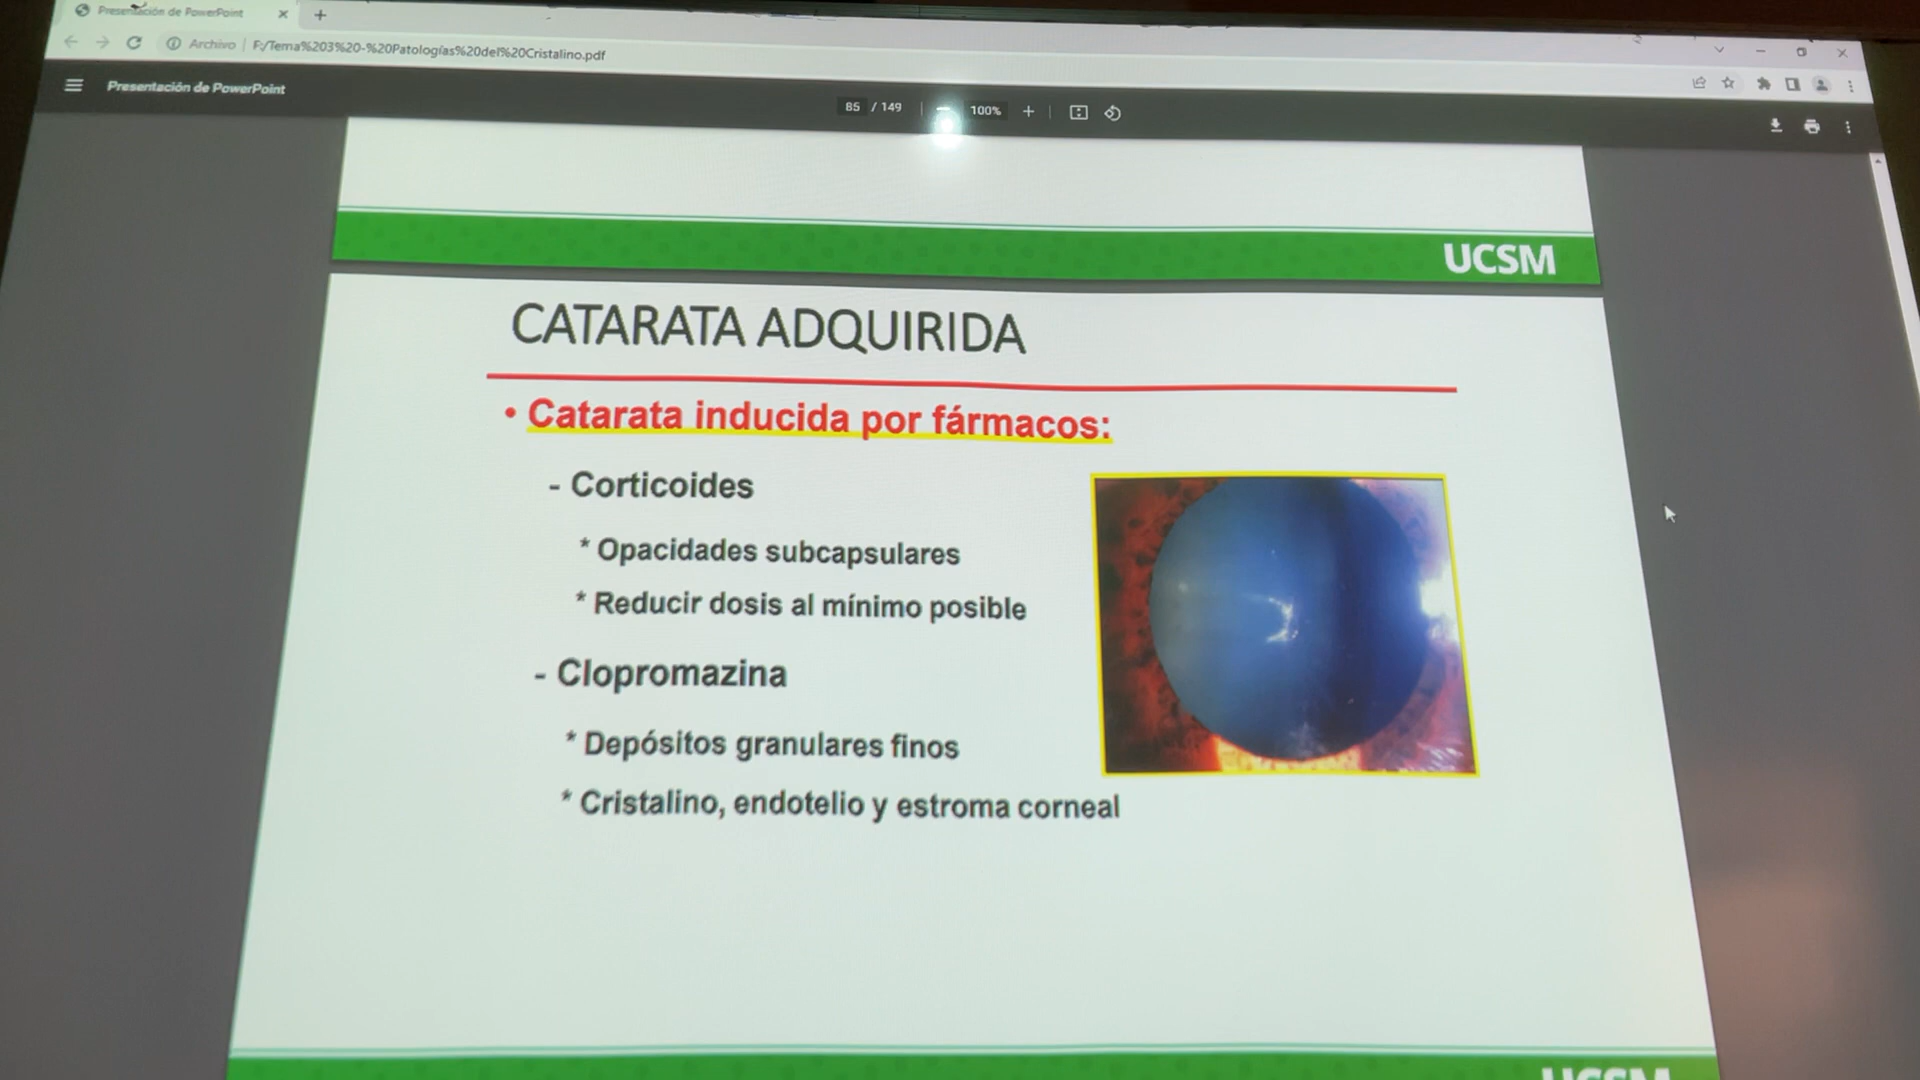 Presentación de PowerPoint
Archivo | F:/Tema%203%20-%20Patologías%20del%20Cristalino.pdf
Presentación de PowerPoint
85 / 149
100%
UCSM
CATARATA ADQUIRIDA
• Catarata inducida por fármacos:
- Corticoides
* Opacidades subcapsulares
* Reducir dosis al mínimo posible
- Clopromazina
* Depósitos granulares finos
* Cristalino, endotelio y estroma corneal
UCSM